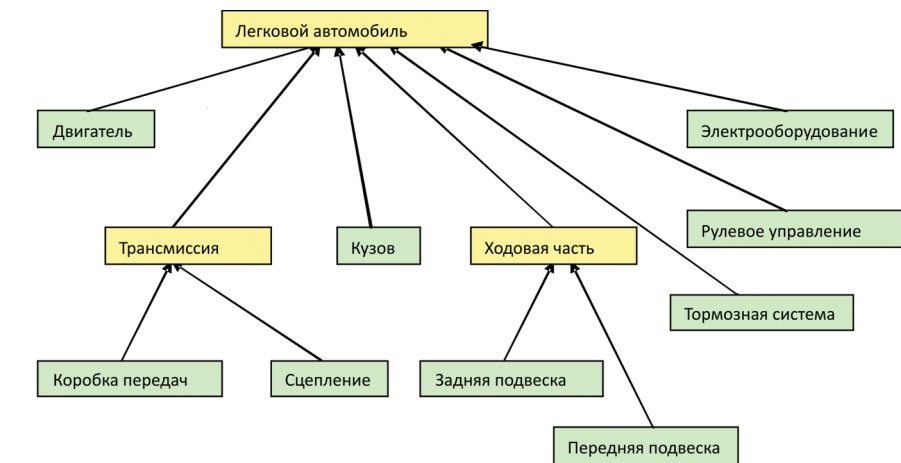 Легковой автомобиль
Двигатель
Электрооборудование
Трансмиссия
Кузов
Ходовая часть
Рулевое управление
Тормозная система
Коробка передач
Сцепление
Задняя подвеска
Передняя подвеска